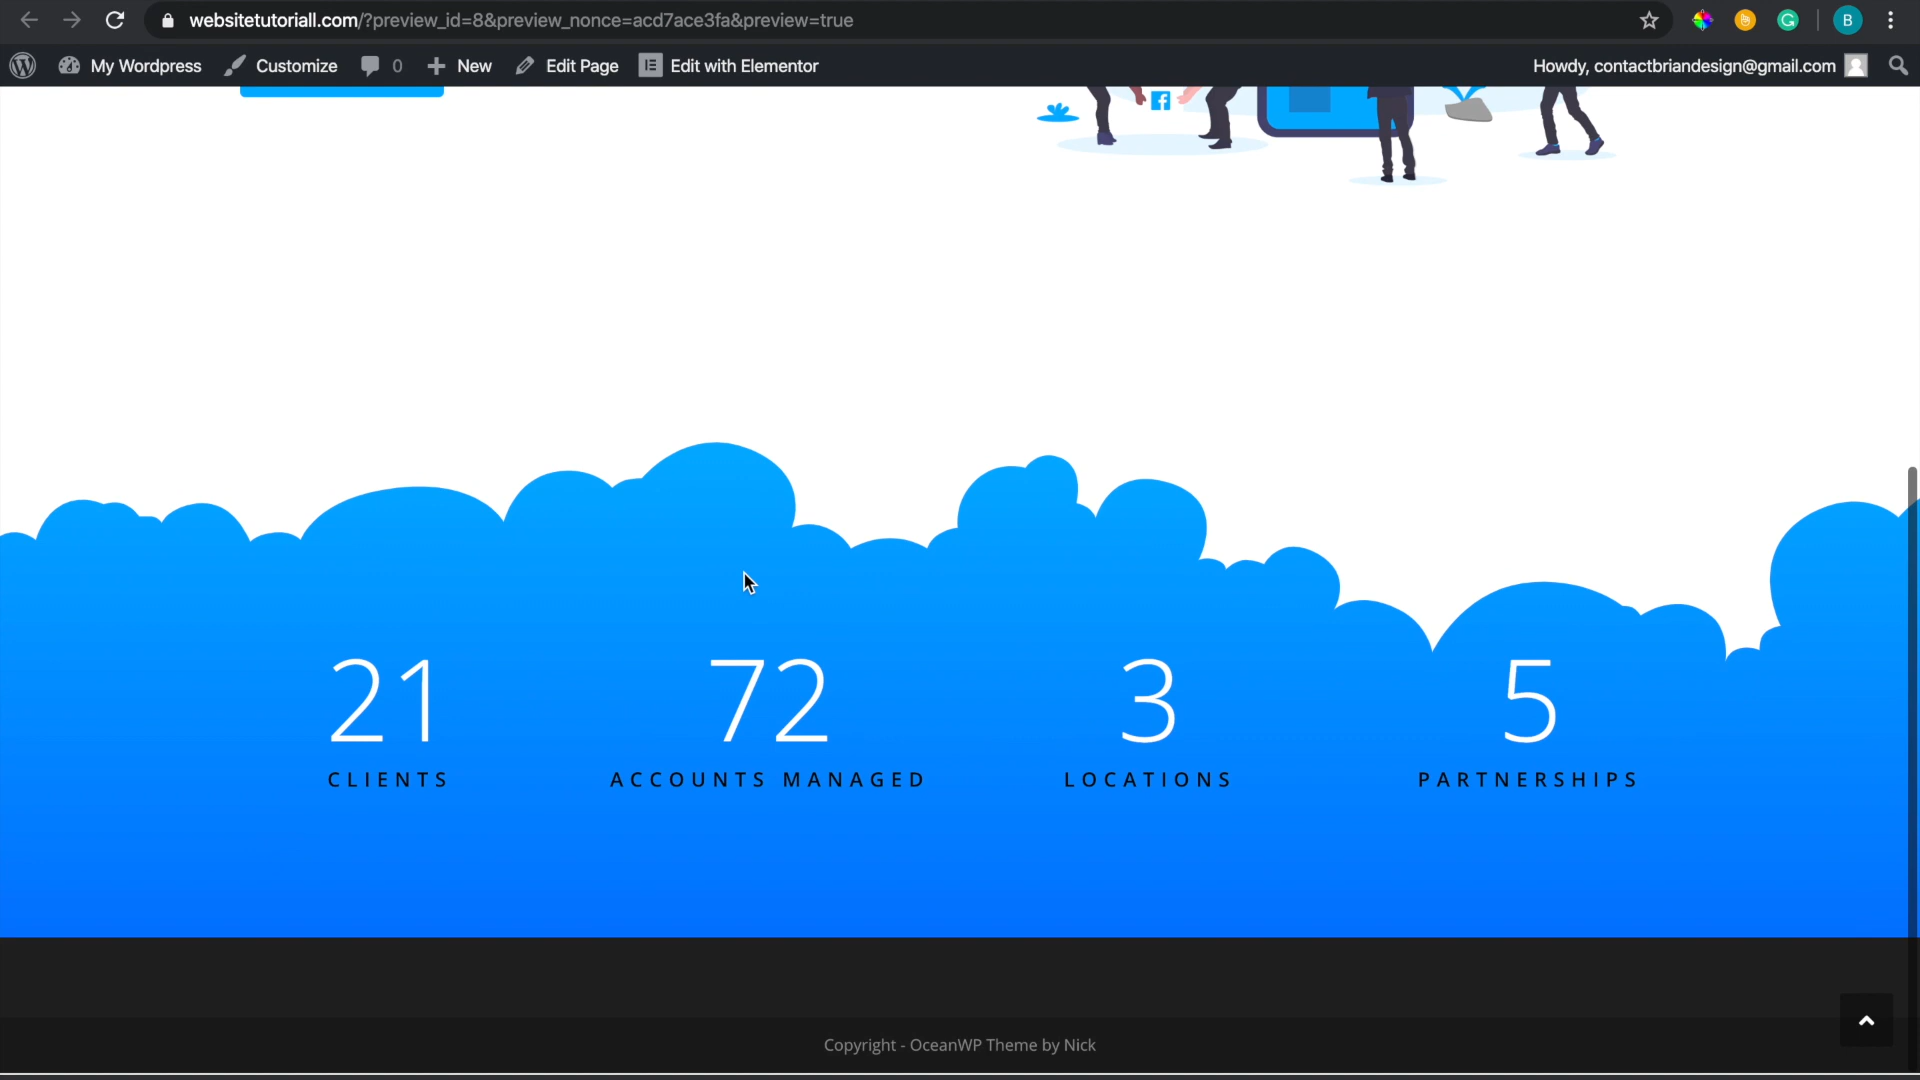 websitetutoriall.com/?preview_id=8&preview_nonce=acd7ace3fa&preview=true
B
My Wordpress Customize 0 New Edit Page Edit with Elementor Howdy, contactbriandesign@gmail.com
21 72 3 5
CLIENTS ACCOUNTS MANAGED LOCATIONS PARTNERSHIPS
Copyright - OceanWP Theme by Nick